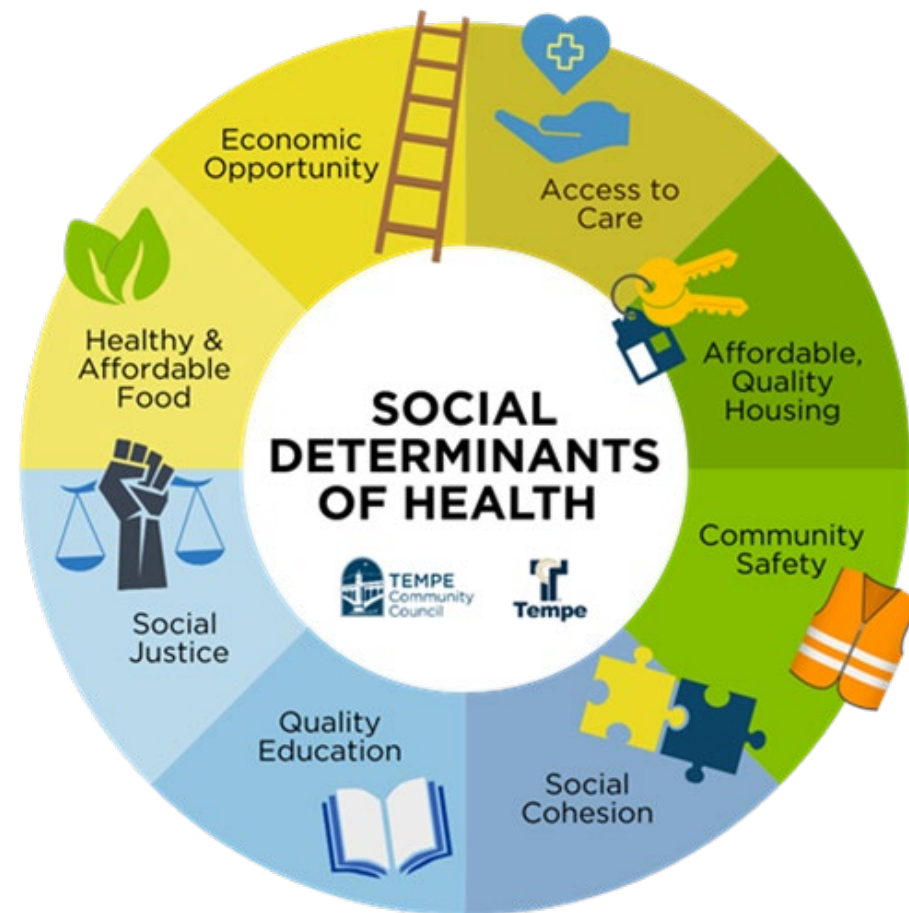 SOCIAL
DETERMINANTS
OF HEALTH
TEMPE
Community
Council
Tempe
Economic
Opportunity
Access to
Care
Affordable,
Quality
Housing
Community
Safety
Social
Cohesion
Quality
Education
Social
Justice
Healthy &
Affordable
Food